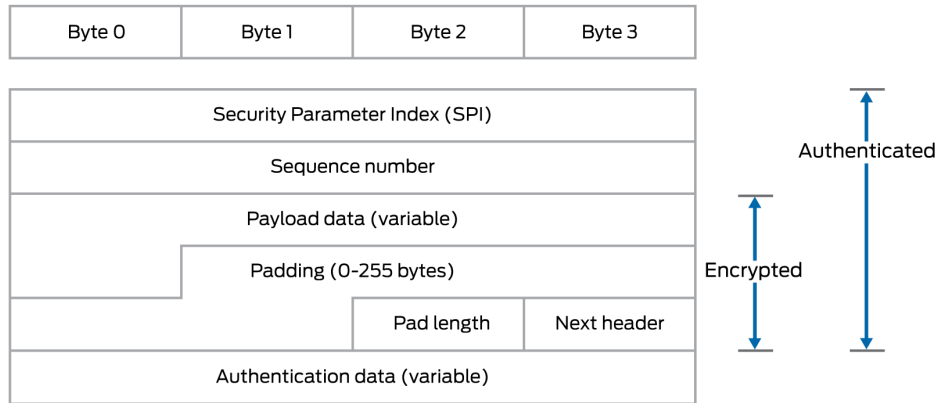 Byte 0 Byte 1 Byte 2 Byte 3
Security Parameter Index (SPI)
Authenticated
Sequence number
Payload data (variable)
Padding (0-255 bytes)
Encrypted
Pad length Next header
Authentication data (variable)